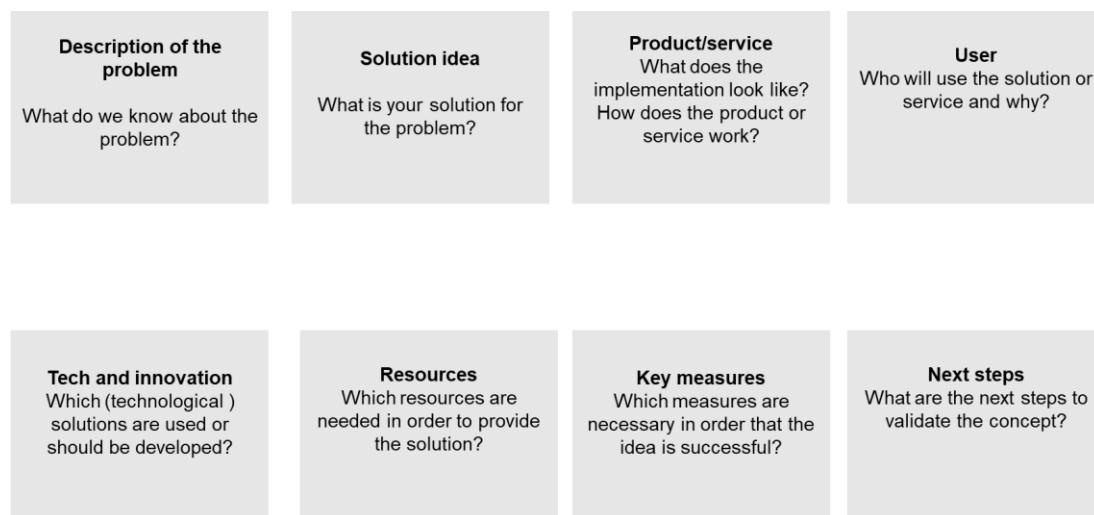 Description of the
problem
What do we know about the
problem?
Solution idea
What is your solution for
the problem?
Product/service
What does the
implementation look like?
How does the product or
service work?
User
Who will use the solution or
service and why?
Tech and innovation
Which (technological )
solutions are used or
should be developed?
Resources
Which resources are
needed in order to provide
the solution?
Key measures
Which measures are
necessary in order that the
idea is successful?
Next steps
What are the next steps to
validate the concept?